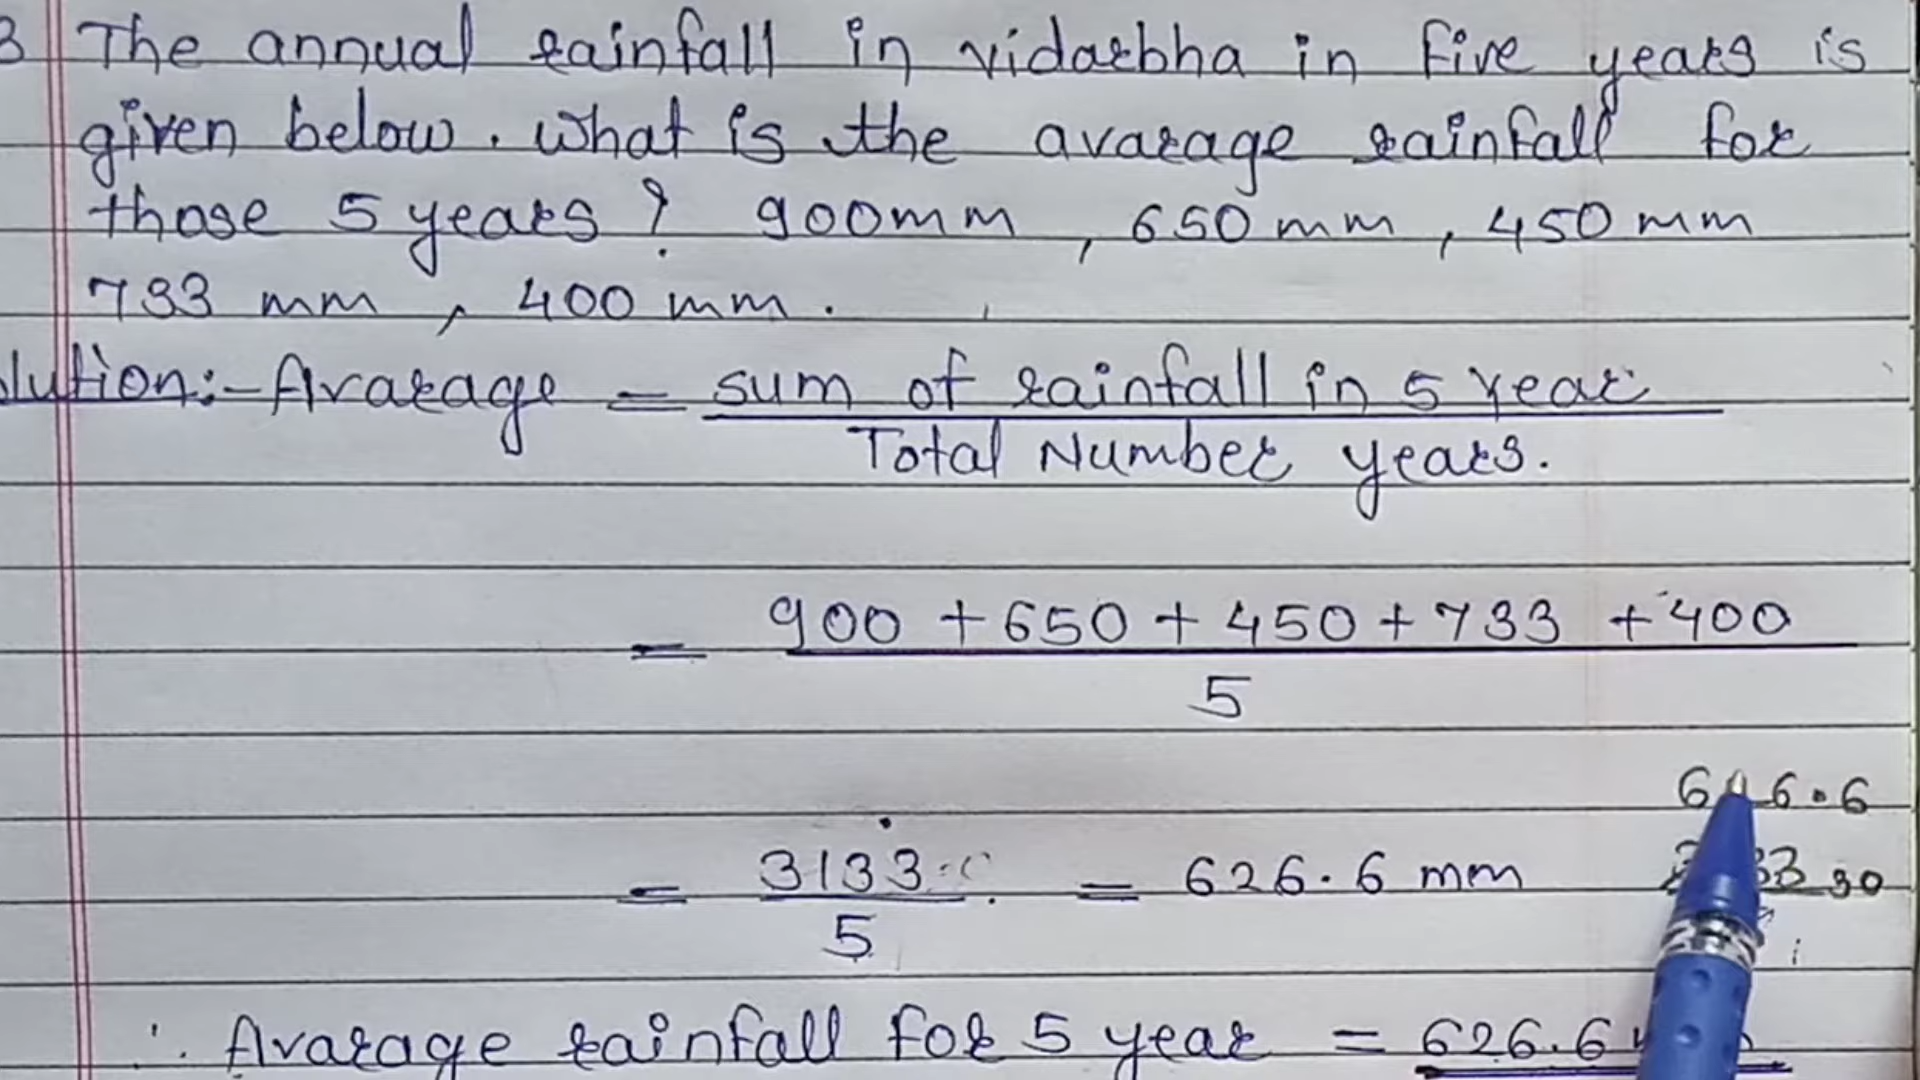 3 The annual rainfall in vidarbha in five years is
given below. what is the avarage rainfall for
those 5 years ? 900mm , 650 mm , 450 mm
733 mm , 400 mm .
lution:- Avarage = sum of rainfall in 5 Year
Total Number years.
= 900 + 650 + 450 + 733 + 400
5
6 6.6
= 3133 = 626.6 mm
5
∴ Avarage rainfall for 5 year = 626.6